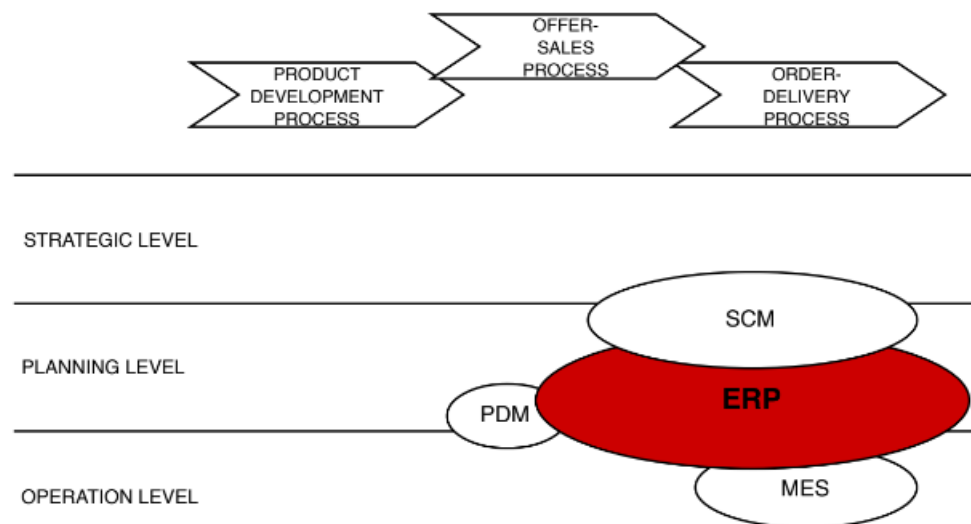 OFFER-
SALES
PROCESS
PRODUCT
DEVELOPMENT
PROCESS
ORDER-
DELIVERY
PROCESS
STRATEGIC LEVEL
SCM
PLANNING LEVEL
ERP
PDM
MES
OPERATION LEVEL